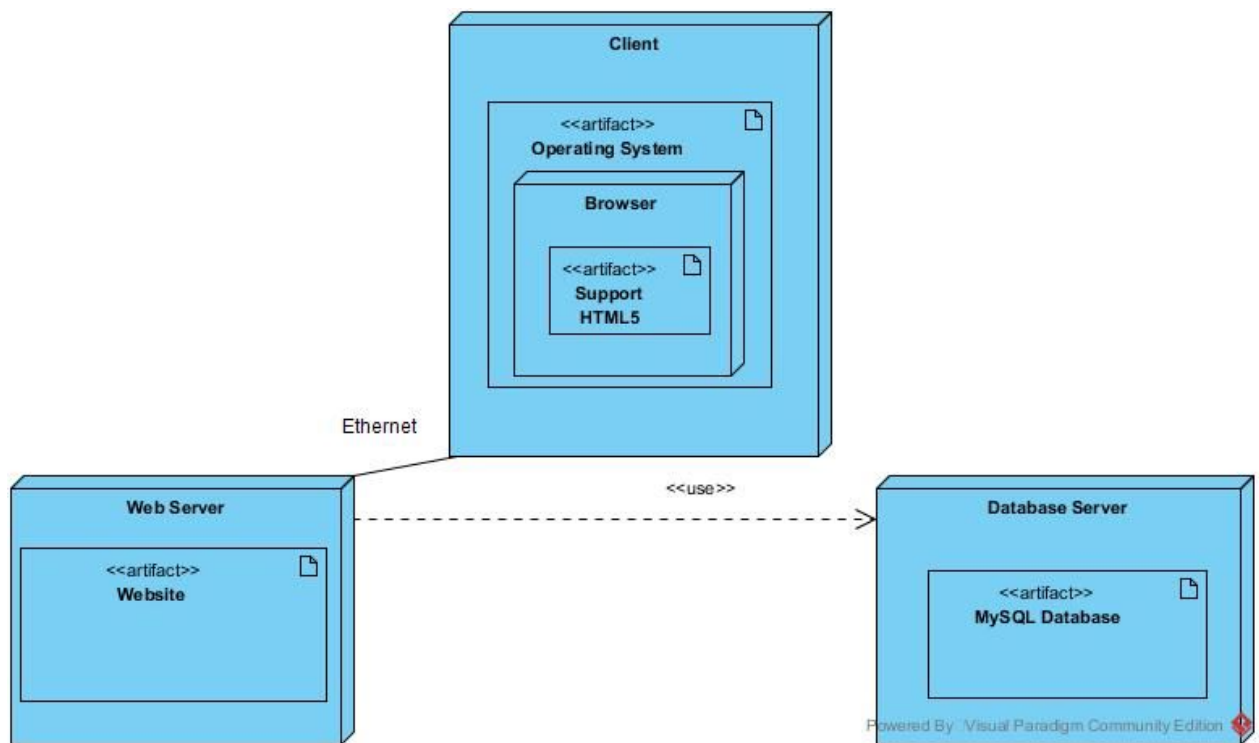 Client
<<artifact>>
Operating System
Browser
<<artifact>>
Support
HTML5
Ethernet
<<use>>
Web Server
<<artifact>>
Website
Database Server
<<artifact>>
MySQL Database
Powered By Visual Paradigm Community Edition